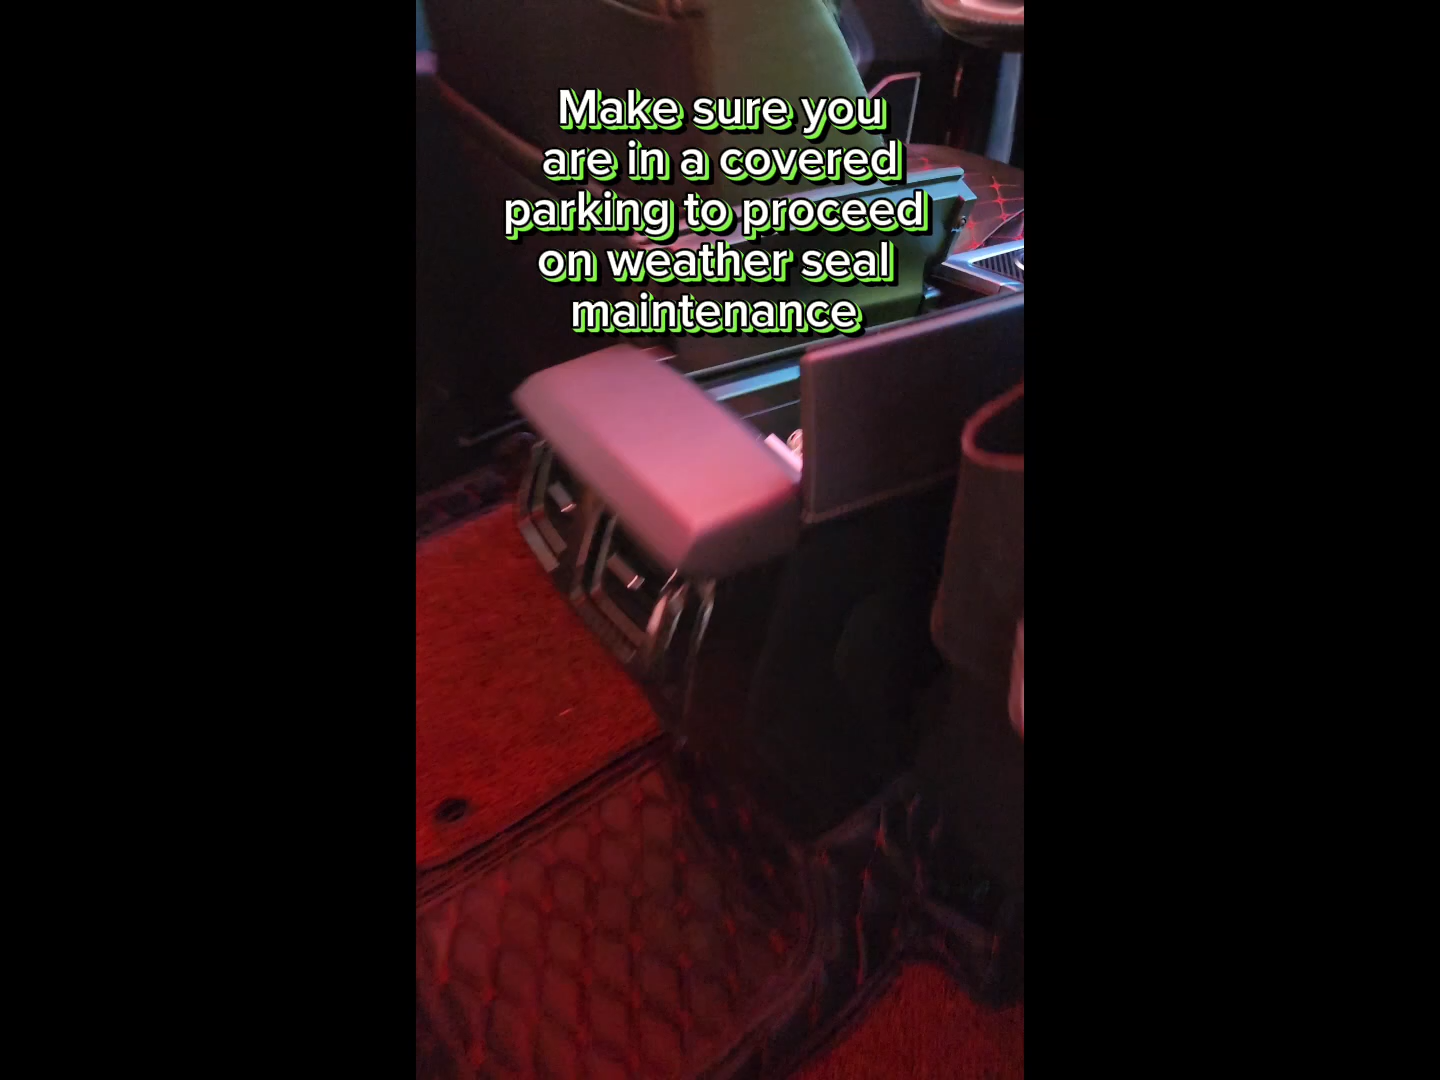 Make sure you
are in a covered
parking to proceed
on weather seal
maintenance